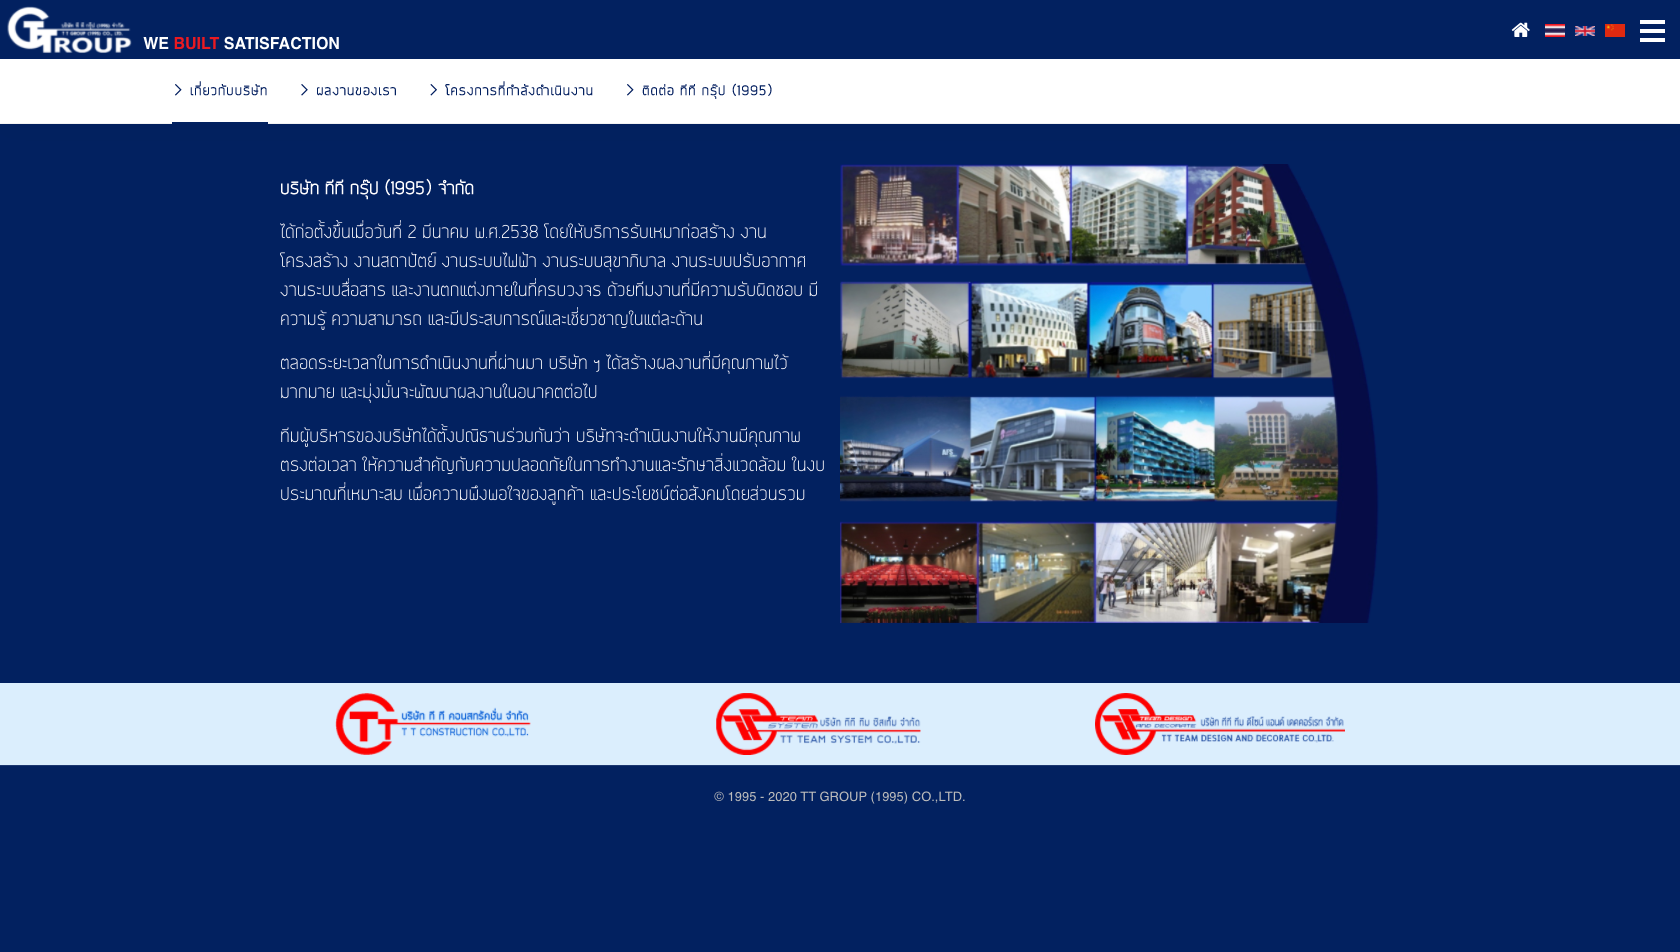 GTGROUP
บริษัท ที ที กรุ๊ป (1995) จำกัด
T T GROUP (1995) CO., LTD.
WE BUILT SATISFACTION
เกี่ยวกับบริษัท
ผลงานของเรา
โครงการที่กำลังดำเนินงาน
ติดต่อ ทีที กรุ๊ป (1995)
บริษัท ทีที กรุ๊ป (1995) จำกัด
ได้ก่อตั้งขึ้นเมื่อวันที่ 2 มีนาคม พ.ศ.2538 โดยให้บริการรับเหมาก่อสร้าง งาน
โครงสร้าง งานสถาปัตย์ งานระบบไฟฟ้า งานระบบสุขาภิบาล งานระบบปรับอากาศ
งานระบบสื่อสาร และงานตกแต่งภายในที่ครบวงจร ด้วยทีมงานที่มีความรับผิดชอบ มี
ความรู้ ความสามารถ และมีประสบการณ์และเชี่ยวชาญในแต่ละด้าน
ตลอดระยะเวลาในการดำเนินงานที่ผ่านมา บริษัท ฯ ได้สร้างผลงานที่มีคุณภาพไว้
มากมาย และมุ่งมั่นจะพัฒนาผลงานในอนาคตต่อไป
ทีมผู้บริหารของบริษัทได้ตั้งปณิธานร่วมกันว่า บริษัทจะดำเนินงานให้งานมีคุณภาพ
ตรงต่อเวลา ให้ความสำคัญกับความปลอดภัยในการทำงานและรักษาสิ่งแวดล้อม ในงบ
ประมาณที่เหมาะสม เพื่อความพึงพอใจของลูกค้า และประโยชน์ต่อสังคมโดยส่วนรวม
TT
บริษัท ที ที คอนสทรัคชั่น จำกัด
T T CONSTRUCTION CO.,LTD.
TEAM
SYSTEM บริษัท ทีที ทีม ซิสเท็ม จำกัด
TT TEAM SYSTEM CO.,LTD.
TEAM DESIGN
AND DECORATE บริษัท ทีที ทีม ดีไซน์ แอนด์ เดคคอร์เรท จำกัด
TT TEAM DESIGN AND DECORATE CO.,LTD.
© 1995 - 2020 TT GROUP (1995) CO.,LTD.